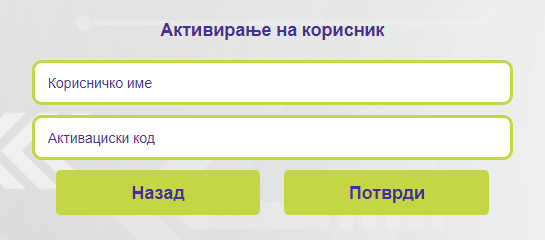 Активирање на корисник
Корисничко име
Активациски код
Назад
Потврди